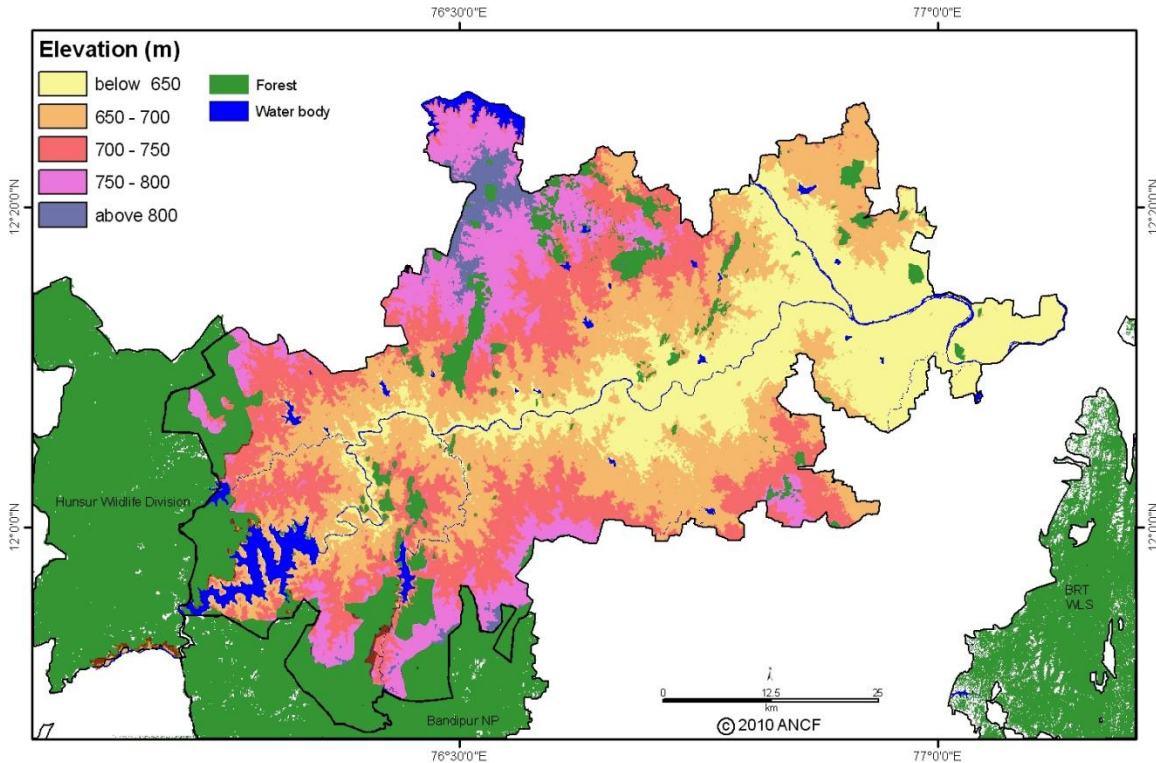 76°30'0"E 77°0'0"E
Elevation (m)
below 650
650 - 700
700 - 750
750 - 800
above 800
Forest
Water body
12°20'0"N
12°20'0"N
Hunsur Wildlife Division
12°0'0"N
12°0'0"N
BRT
WLS
Bandipur NP
0 12.5 25
km
© 2010 ANCF
76°30'0"E 77°0'0"E